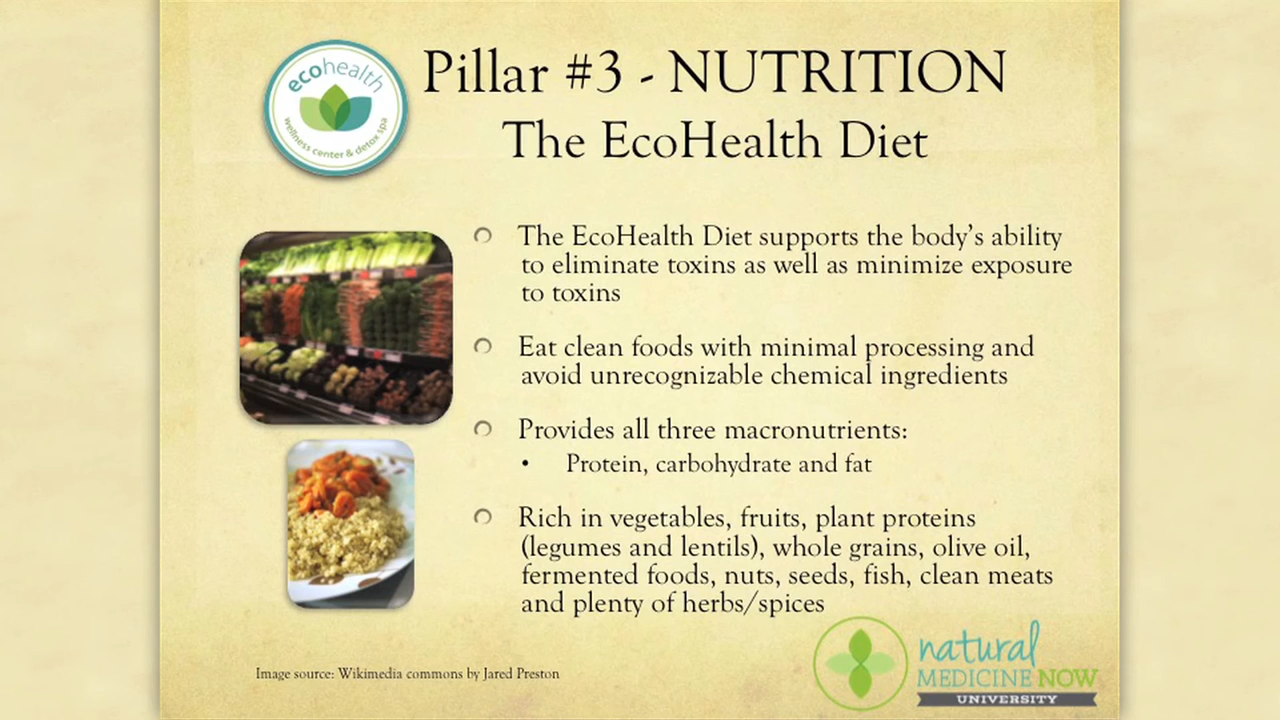 ecohealth
wellness center & detox spa
Pillar #3 - NUTRITION
The EcoHealth Diet
The EcoHealth Diet supports the body's ability
to eliminate toxins as well as minimize exposure
to toxins
Eat clean foods with minimal processing and
avoid unrecognizable chemical ingredients
Provides all three macronutrients:
• Protein, carbohydrate and fat
Rich in vegetables, fruits, plant proteins
(legumes and lentils), whole grains, olive oil,
fermented foods, nuts, seeds, fish, clean meats
and plenty of herbs/spices
Image source: Wikimedia commons by Jared Preston
natural
MEDICINE NOW
UNIVERSITY